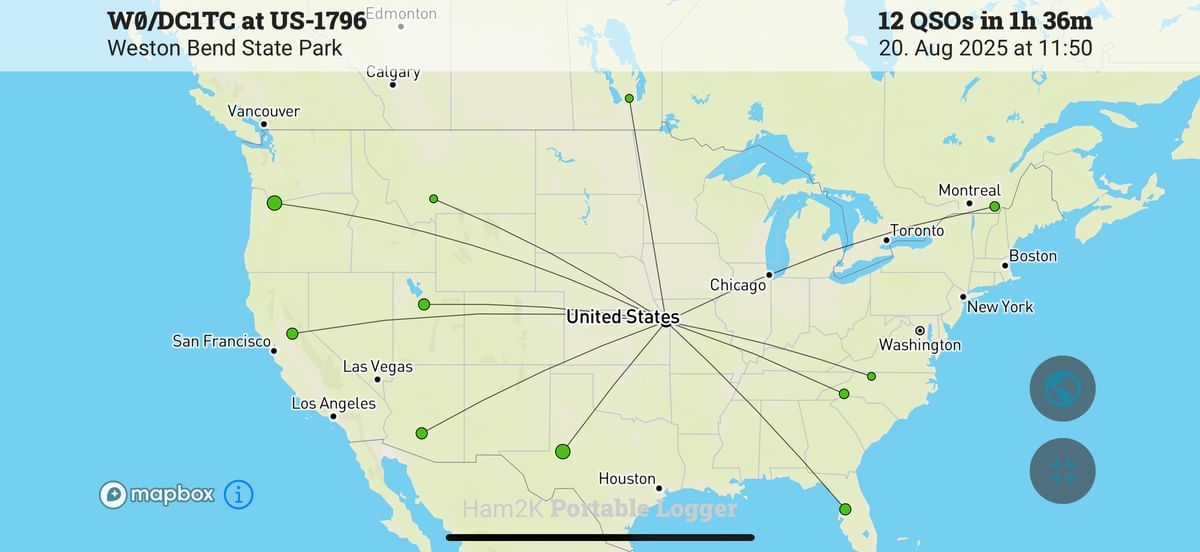 W0/DC1TC at US-1796
Weston Bend State Park
12 QSOs in 1h 36m
20. Aug 2025 at 11:50
Edmonton
Calgary
Vancouver
Montreal
Toronto
Boston
Chicago
New York
United States
Washington
San Francisco
Las Vegas
Los Angeles
Houston
mapbox
i
Ham2K Portable Logger